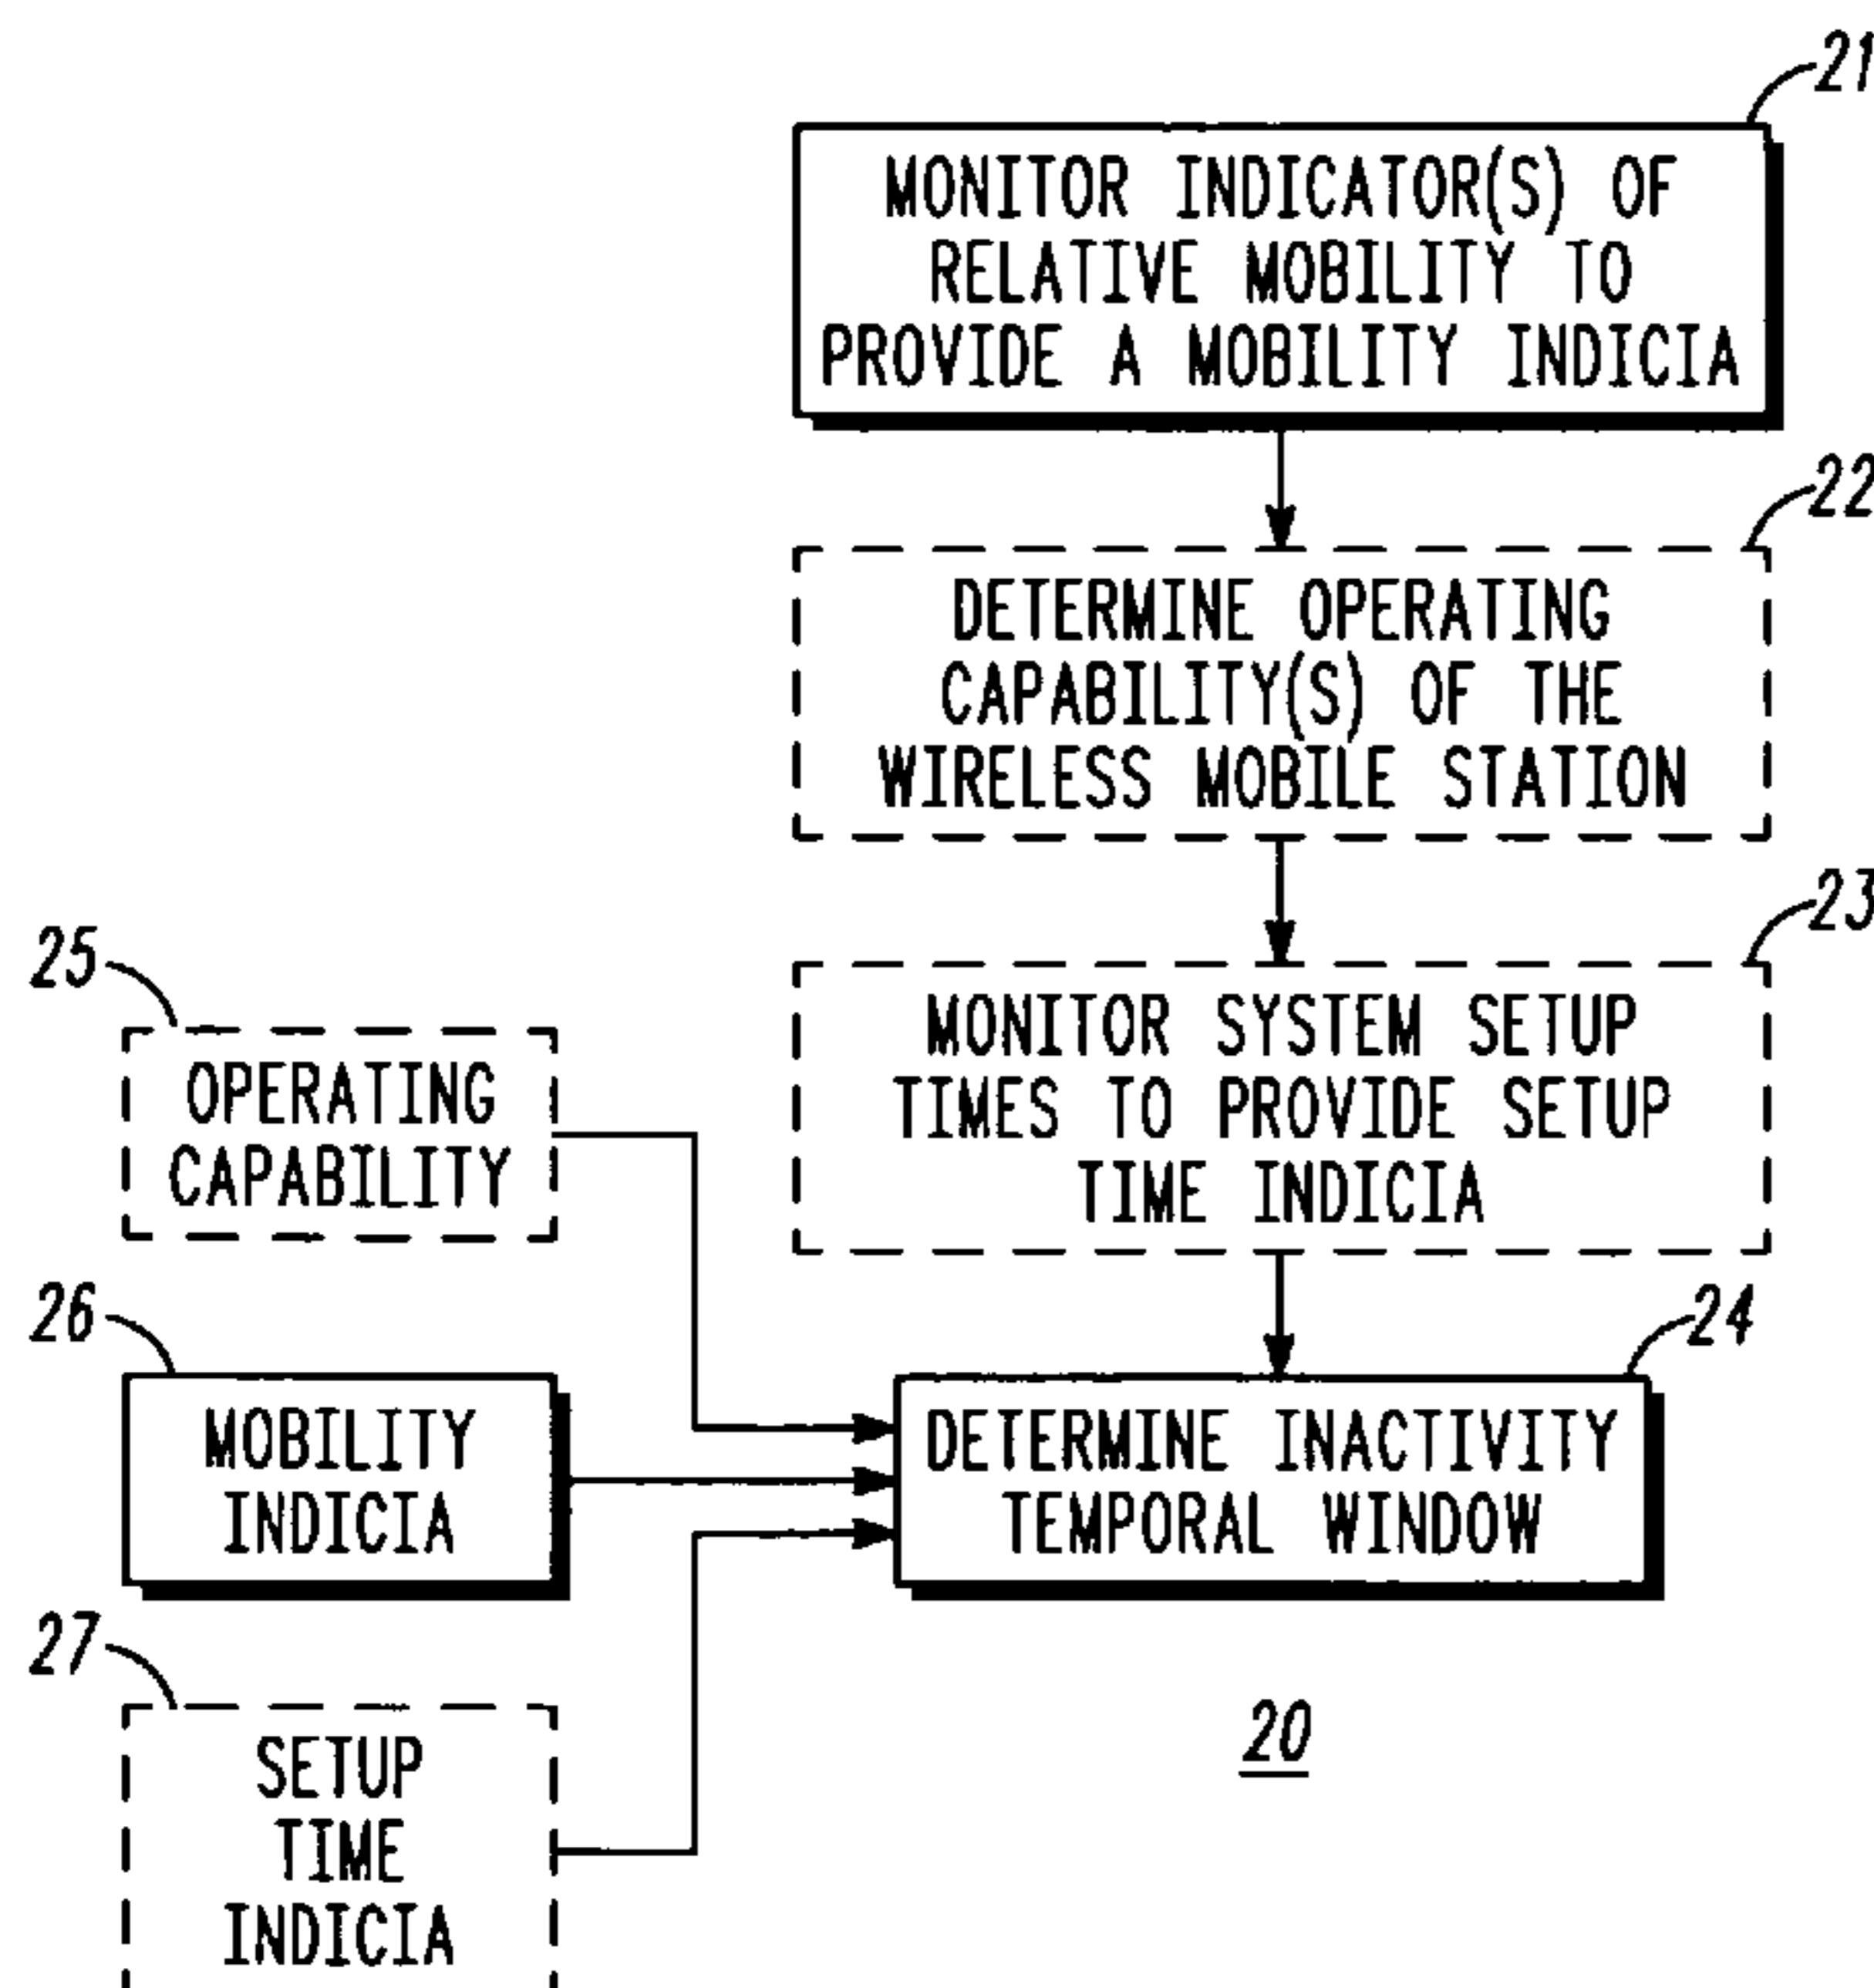 21
MONITOR INDICATOR(S) OF
RELATIVE MOBILITY TO
PROVIDE A MOBILITY INDICIA
22
DETERMINE OPERATING
CAPABILITY(S) OF THE
WIRELESS MOBILE STATION
23
MONITOR SYSTEM SETUP
TIMES TO PROVIDE SETUP
TIME INDICIA
25
OPERATING
CAPABILITY
26
MOBILITY
INDICIA
24
DETERMINE INACTIVITY
TEMPORAL WINDOW
27
SETUP
TIME
INDICIA
20